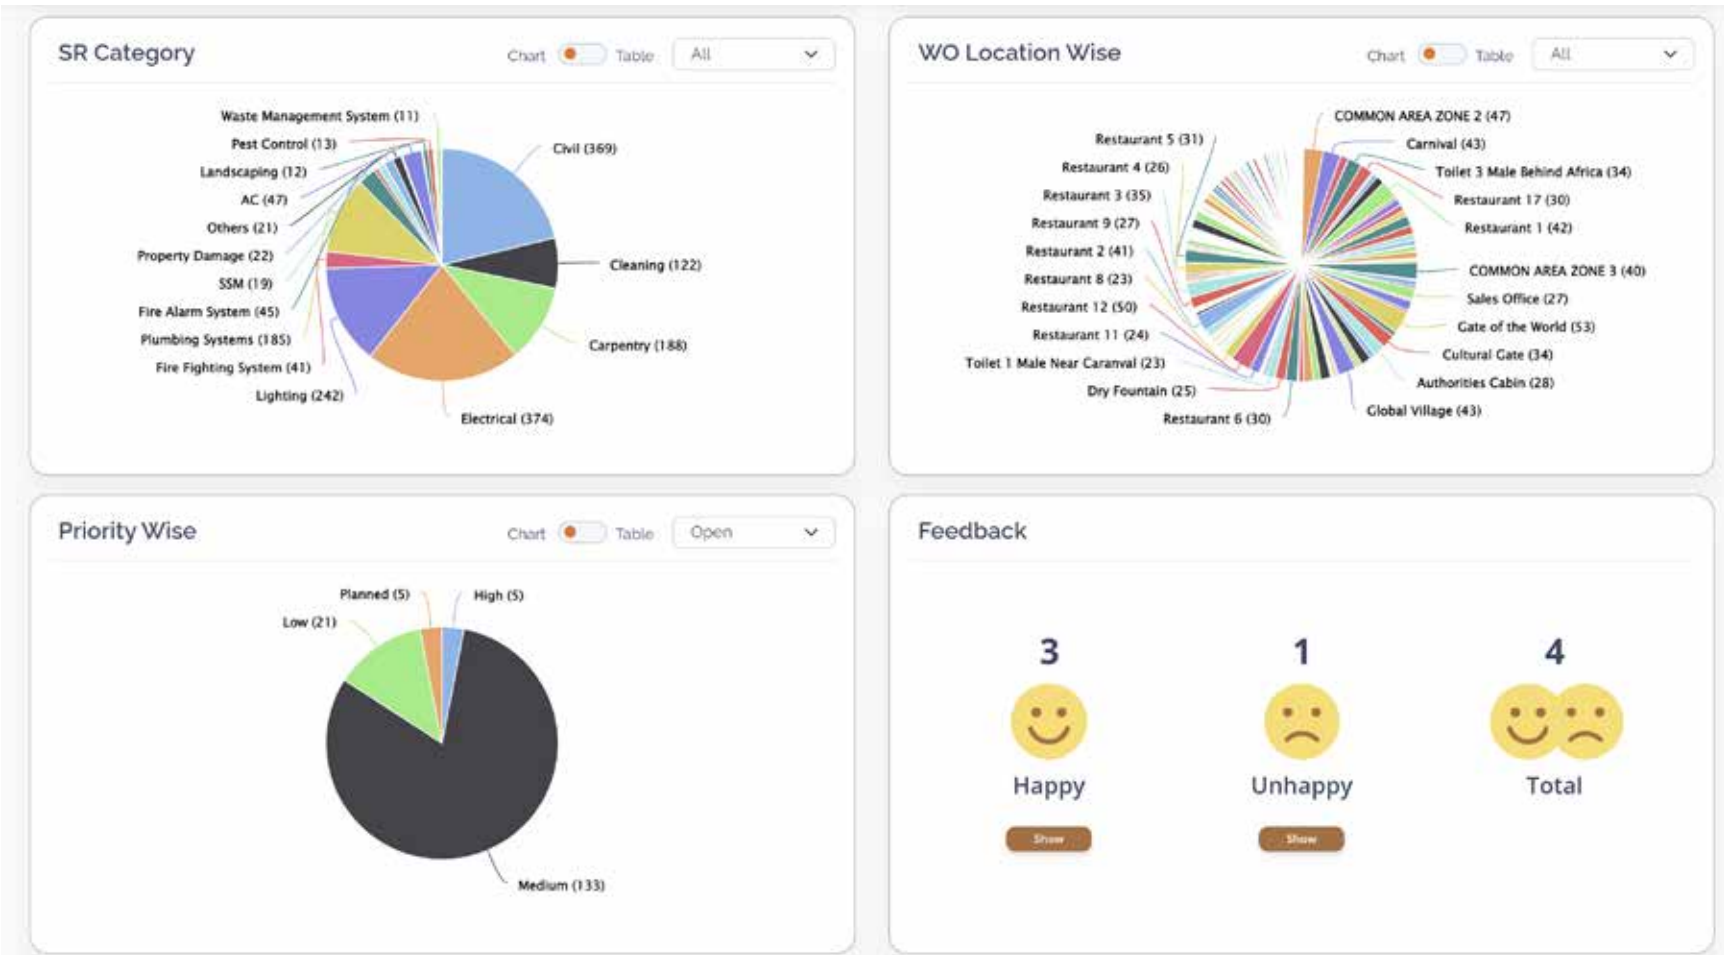 SR Category
Chart
Table
All
Waste Management System (11)
Pest Control (13)
Landscaping (12)
AC (47)
Others (21)
Property Damage (22)
SSM (19)
Fire Alarm System (45)
Plumbing Systems (185)
Fire Fighting System (41)
Lighting (242)
Civil (369)
Cleaning (122)
Carpentry (188)
Electrical (374)
WO Location Wise
Chart
Table
All
Restaurant 5 (31)
Restaurant 4 (26)
Restaurant 3 (35)
Restaurant 9 (27)
Restaurant 2 (41)
Restaurant 8 (23)
Restaurant 12 (50)
Restaurant 11 (24)
Toilet 1 Male Near Caranval (23)
Dry Fountain (25)
Restaurant 6 (30)
COMMON AREA ZONE 2 (47)
Carnival (43)
Toilet 3 Male Behind Africa (34)
Restaurant 17 (30)
Restaurant 1 (42)
COMMON AREA ZONE 3 (40)
Sales Office (27)
Gate of the World (53)
Cultural Gate (34)
Authorities Cabin (28)
Global Village (43)
Priority Wise
Chart
Table
Open
Planned (5)
High (5)
Low (21)
Medium (133)
Feedback
3
1
4
Happy
Unhappy
Total
Show
Show